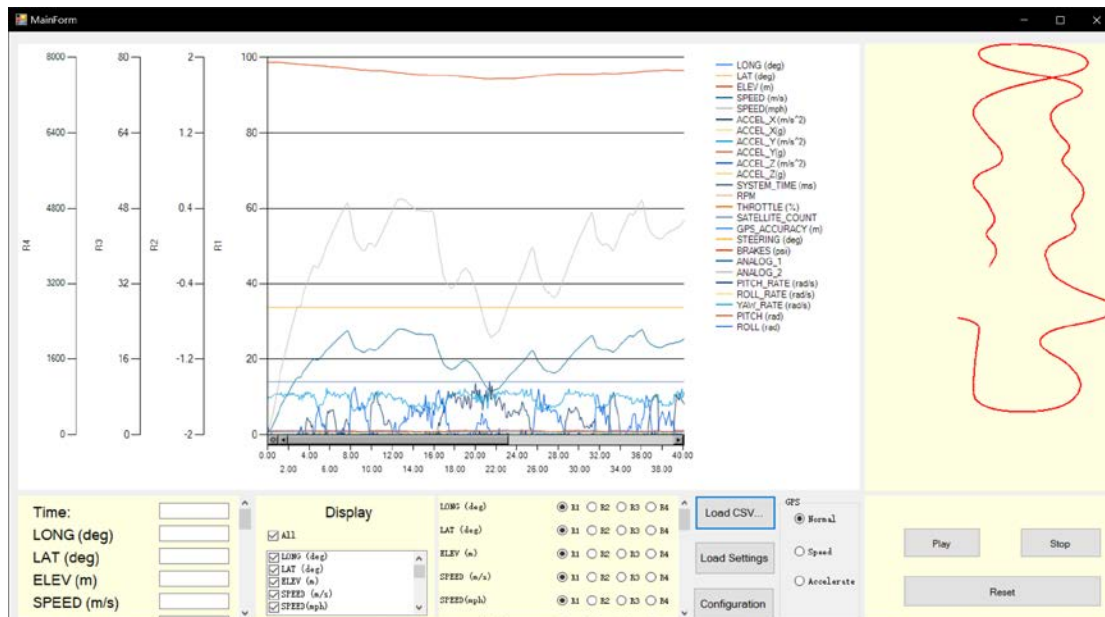 MainForm
8000 80 2 100
6400 64 1.2 80
4800 48 0.4 60
R4 R3 R2 R1
3200 32 -0.4 40
1600 16 -1.2 20
0 0 -2 0
0.00 4.00 8.00 12.00 16.00 20.00 24.00 28.00 32.00 36.00 40.00
2.00 6.00 10.00 14.00 18.00 22.00 26.00 30.00 34.00 38.00
LONG (deg)
LAT (deg)
ELEV (m)
SPEED (m/s)
SPEED(mph)
ACCEL_X (m/s^2)
ACCEL_X(g)
ACCEL_Y (m/s^2)
ACCEL_Y(g)
ACCEL_Z (m/s^2)
ACCEL_Z(g)
SYSTEM_TIME (ms)
RPM
THROTTLE (%)
SATELLITE_COUNT
GPS_ACCURACY (m)
STEERING (deg)
BRAKES (psi)
ANALOG_1
ANALOG_2
PITCH_RATE (rad/s)
ROLL_RATE (rad/s)
YAW_RATE (rad/s)
PITCH (rad)
ROLL (rad)
Time:
LONG (deg)
LAT (deg)
ELEV (m)
SPEED (m/s)
Display
All
LONG (deg)
LAT (deg)
ELEV (m)
SPEED (m/s)
SPEED(mph)
LONG (deg) R1 R2 R3 R4
LAT (deg) R1 R2 R3 R4
ELEV (m) R1 R2 R3 R4
SPEED (m/s) R1 R2 R3 R4
SPEED(mph) R1 R2 R3 R4
Load CSV...
Load Settings
Configuration
GPS
Normal
Speed
Accelerate
Play Stop
Reset